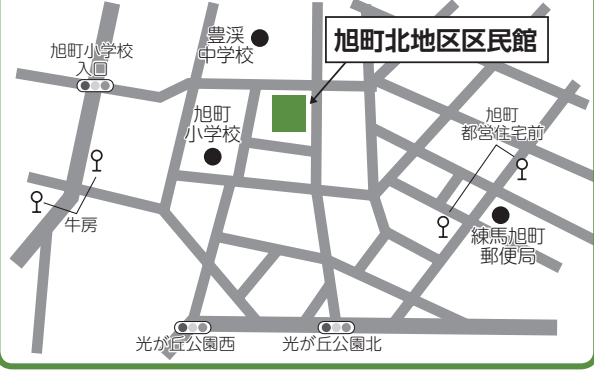 豊渓
中学校
旭町北地区区民館
旭町小学校
入口
旭町
小学校
旭町
都営住宅前
牛房
練馬旭町
郵便局
光が丘公園西
光が丘公園北